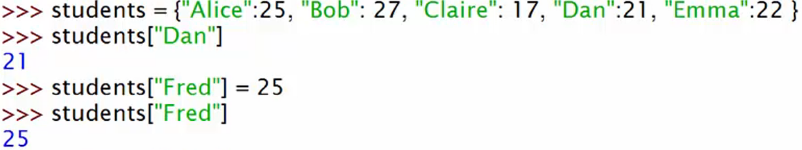 >>> students = {"Alice":25, "Bob": 27, "Claire": 17, "Dan":21, "Emma":22 }
>>> students["Dan"]
21
>>> students["Fred"] = 25
>>> students["Fred"]
25